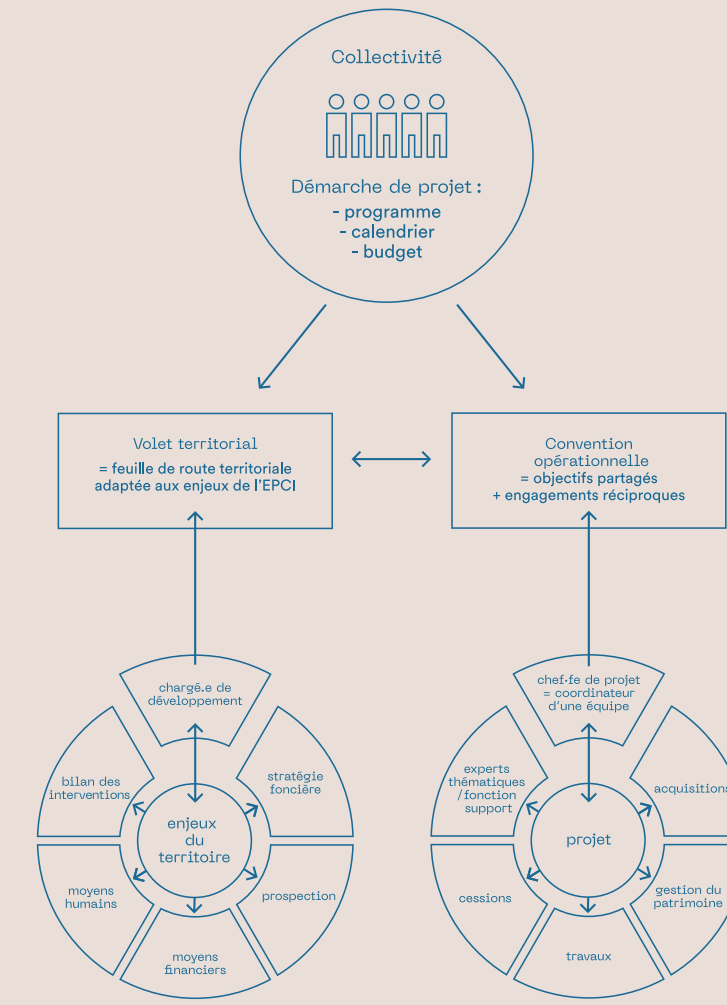 Collectivité
Démarche de projet :
- programme
- calendrier
- budget
Volet territorial
= feuille de route territoriale
adaptée aux enjeux de l'EPCI
Convention
opérationnelle
= objectifs partagés
+ engagements réciproques
chargé.e de
développement
stratégie
foncière
prospection
moyens
financiers
moyens
humains
bilan des
interventions
enjeux
du
territoire
chef·fe de projet
= coordinateur
d'une équipe
acquisitions
gestion du
patrimoine
travaux
cessions
experts
thématiques
/fonction
support
projet